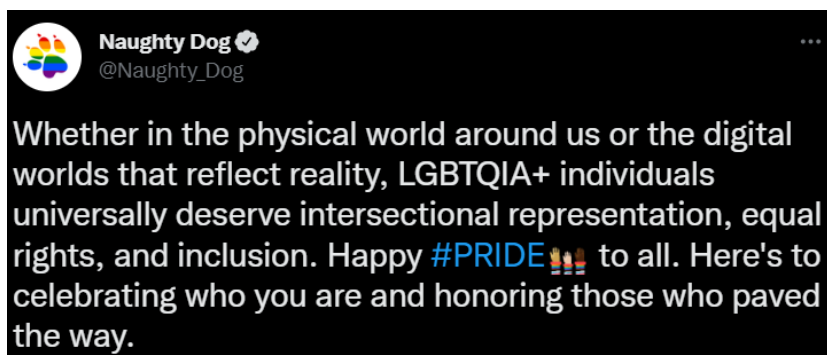 Naughty Dog
@Naughty_Dog
Whether in the physical world around us or the digital
worlds that reflect reality, LGBTQIA+ individuals
universally deserve intersectional representation, equal
rights, and inclusion. Happy #PRIDE to all. Here's to
celebrating who you are and honoring those who paved
the way.